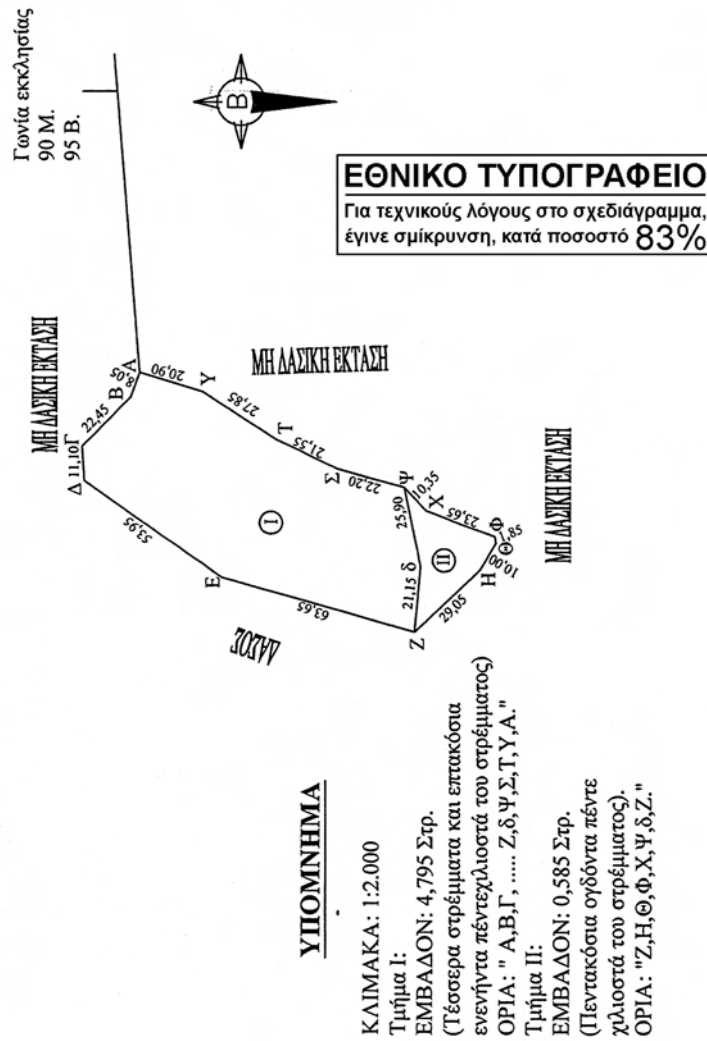 Γωνία εκκλησίας
90 Μ.
95 Β.
Β
ΕΘΝΙΚΟ ΤΥΠΟΓΡΑΦΕΙΟ
Για τεχνικούς λόγους στο σχεδιάγραμμα,
έγινε σμίκρυνση, κατά ποσοστό 83%
ΜΗ ΔΑΣΙΚΗ ΕΚΤΑΣΗ
Δ 11,10 Γ
22,45
Β
8,05
Α
20,90
Υ
27,85
ΜΗ ΔΑΣΙΚΗ ΕΚΤΑΣΗ
53,95
Τ
21,55
Σ
22,20
Ι
Ε
63,65
ΔΑΣΟΣ
Ψ
25,90
10,35
Χ
23,65
Φ
1,85
Θ
10,00
Η
ΙΙ
21,15 δ
Ζ
29,05
ΜΗ ΔΑΣΙΚΗ ΕΚΤΑΣΗ
ΥΠΟΜΝΗΜΑ
ΚΛΙΜΑΚΑ: 1:2.000
Τμήμα Ι:
ΕΜΒΑΔΟΝ: 4,795 Στρ.
(Τέσσερα στρέμματα και επτακόσια
ενενήντα πέντεχιλιοστά του στρέμματος)
ΟΡΙΑ: " Α,Β,Γ, ..... Ζ,δ,Ψ,Σ,Τ,Υ,Α."
Τμήμα ΙΙ:
ΕΜΒΑΔΟΝ: 0,585 Στρ.
(Πεντακόσια ογδόντα πέντε
χιλιοστά του στρέμματος).
ΟΡΙΑ: "Ζ,Η,Θ,Φ,Χ,Ψ,δ,Ζ."